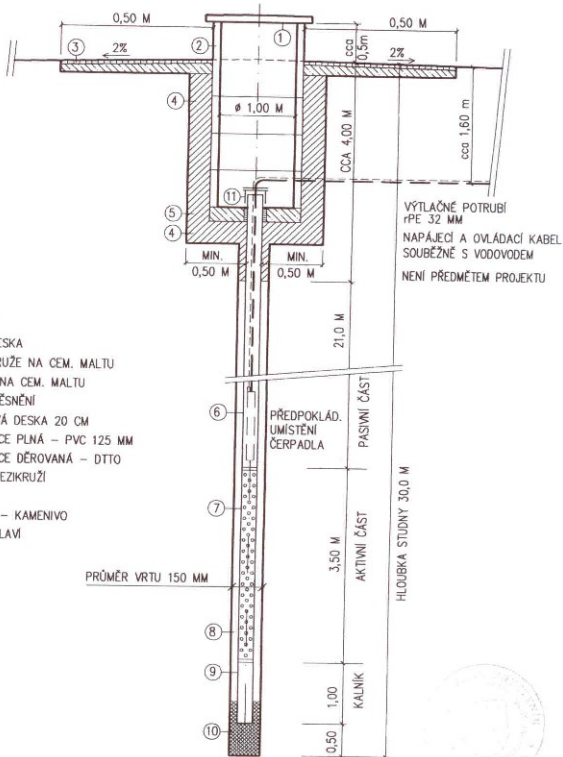 0,50 M
0,50 M
3
2%
2
1
cca
0,5m
2%
4
ø 1,00 M
CCA 4,00 M
cca 1,60 m
11
5
4
VÝTLAČNÉ POTRUBÍ
rPE 32 MM
NAPÁJECÍ A OVLÁDACÍ KABEL
SOUBĚŽNĚ S VODOVODEM
NENÍ PŘEDMĚTEM PROJEKTU
MIN.
0,50 M
MIN.
0,50 M
21,0 M
ESKA
RUŽE NA CEM. MALTU
NA CEM. MALTU
ĚSNĚNÍ
VÁ DESKA 20 CM
CE PLNÁ – PVC 125 MM
CE DĚROVANÁ – DTTO
EZIKRUŽÍ
– KAMENIVO
LAVÍ
6
PŘEDPOKLÁD.
UMÍSTĚNÍ
ČERPADLA
PASIVNÍ ČÁST
7
3,50 M
AKTIVNÍ ČÁST
HLOUBKA STUDNY 30,0 M
PRŮMĚR VRTU 150 MM
8
9
1,00
KALNÍK
10
0,50